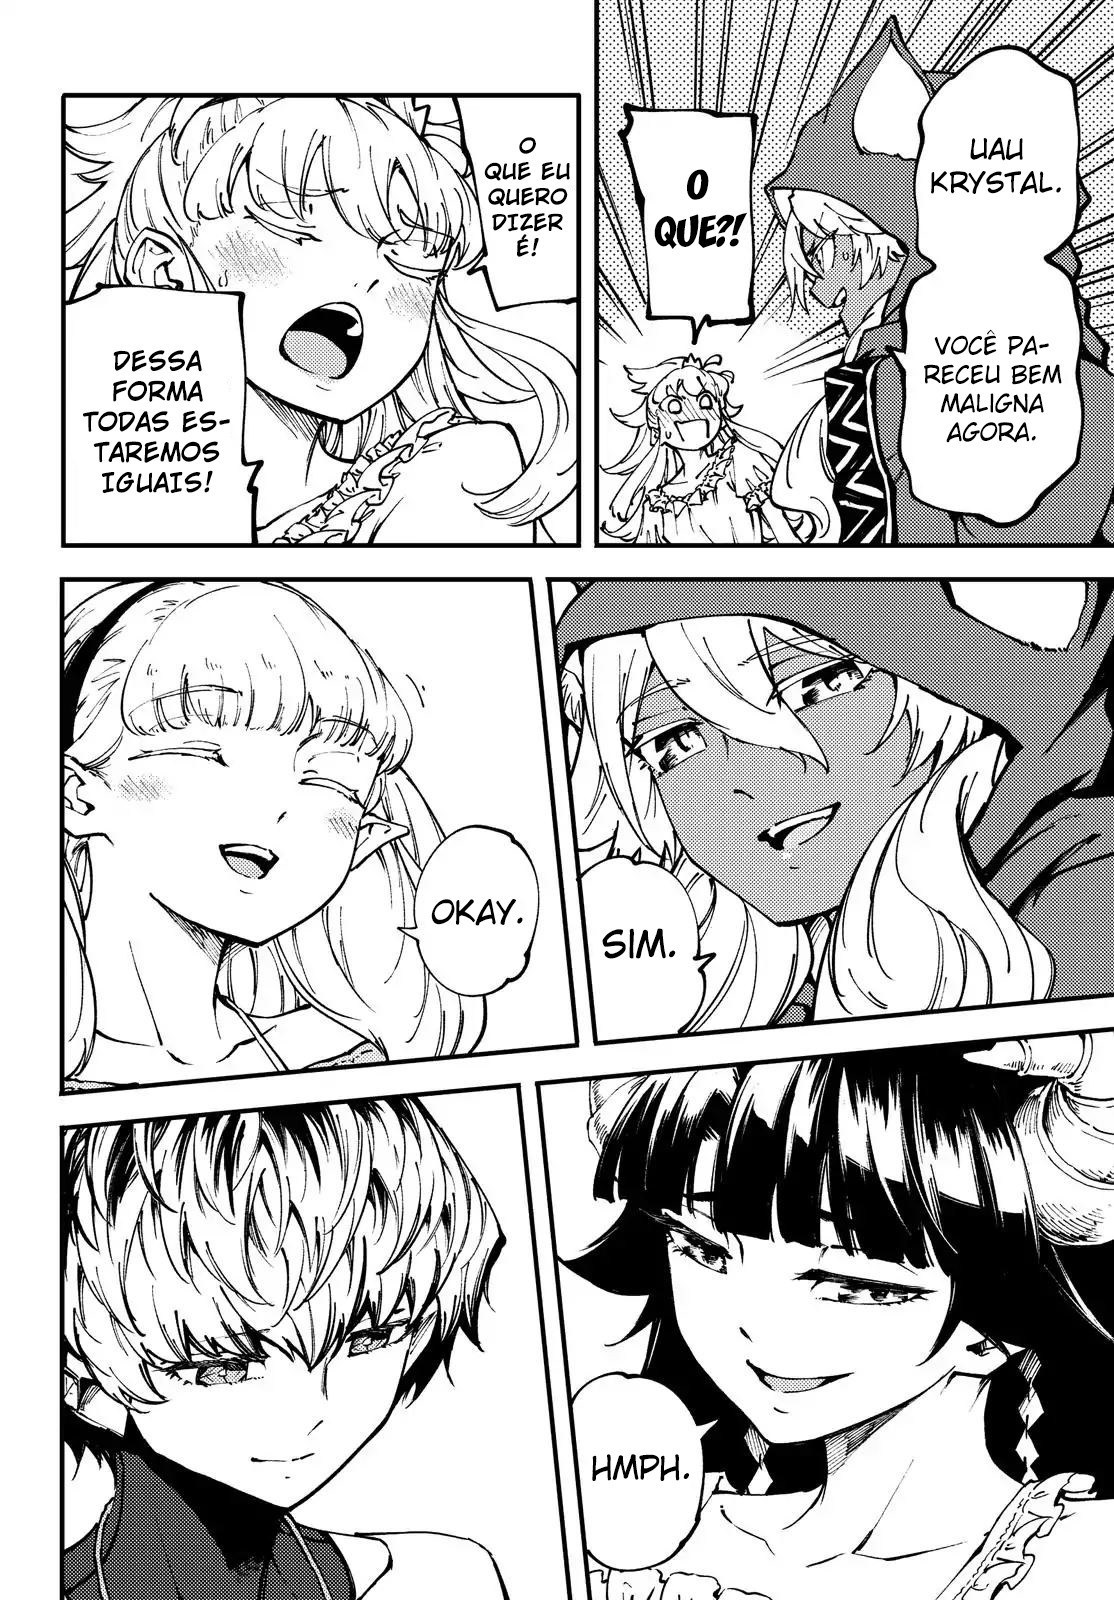 UAU
KRYSTAL.
VOCÊ PA-
RECEU BEM
MALIGNA
AGORA.
O
QUE?!
O
QUE EU
QUERO
DIZER
É!
DESSA
FORMA
TODAS ES-
TAREMOS
IGUAIS!
SIM.
OKAY.
HMPH.